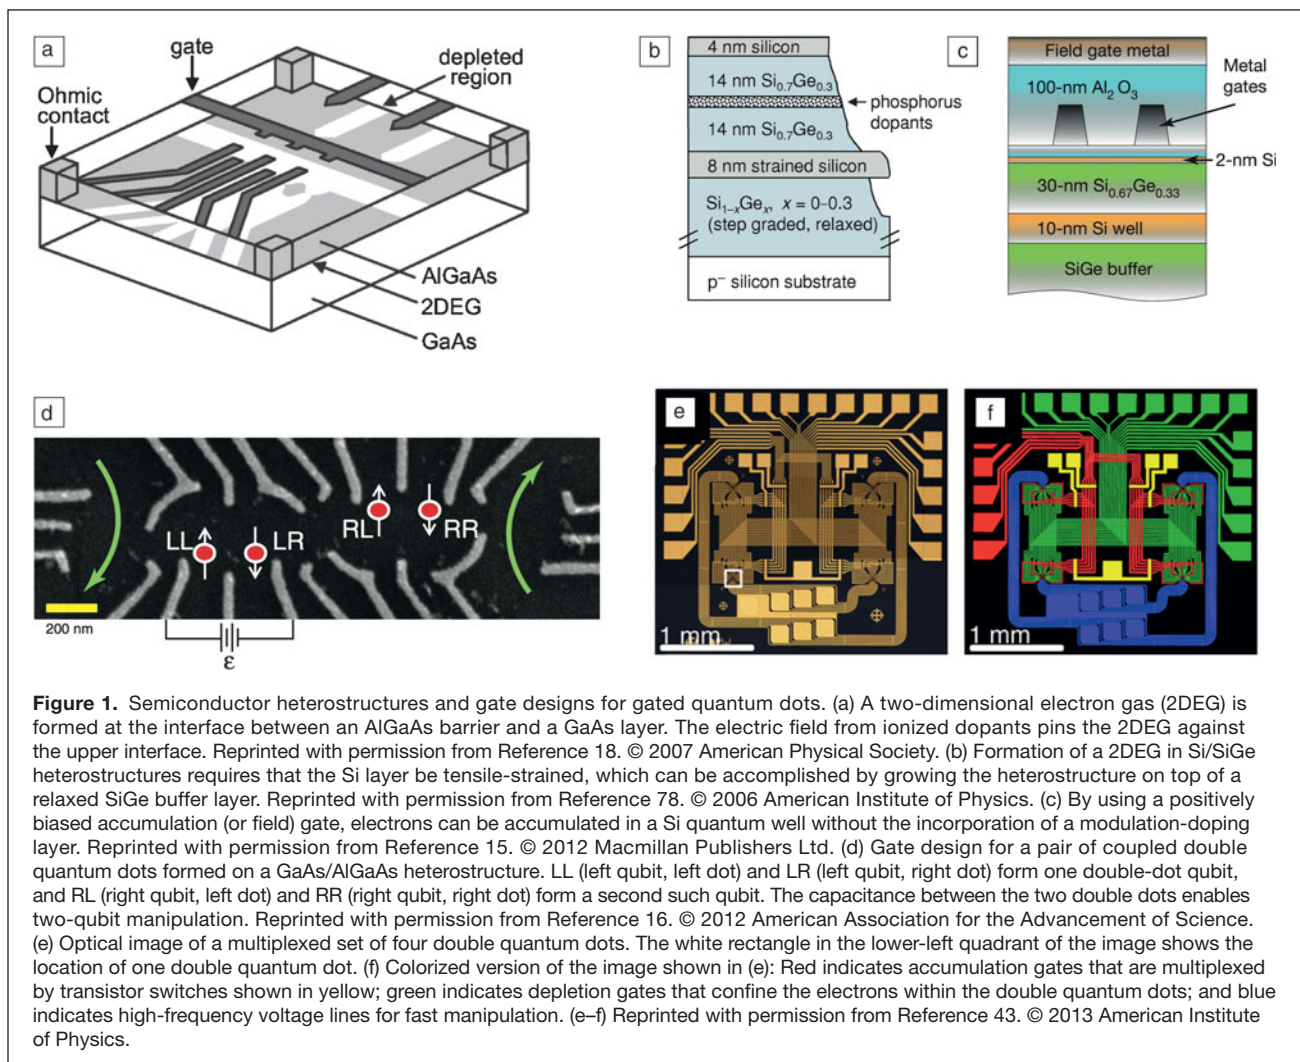 a
gate
depleted
region
Ohmic
contact
AlGaAs
2DEG
GaAs
b
4 nm silicon
14 nm Si0.7Ge0.3
phosphorus
dopants
14 nm Si0.7Ge0.3
8 nm strained silicon
Si1–xGex, x = 0–0.3
(step graded, relaxed)
p– silicon substrate
c
Field gate metal
Metal
gates
100-nm Al2O3
2-nm Si
30-nm Si0.67Ge0.33
10-nm Si well
SiGe buffer
d
LL
LR
RL
RR
200 nm
ε
e
1 mm
f
1 mm
Figure 1. Semiconductor heterostructures and gate designs for gated quantum dots. (a) A two-dimensional electron gas (2DEG) is
formed at the interface between an AlGaAs barrier and a GaAs layer. The electric field from ionized dopants pins the 2DEG against
the upper interface. Reprinted with permission from Reference 18. © 2007 American Physical Society. (b) Formation of a 2DEG in Si/SiGe
heterostructures requires that the Si layer be tensile-strained, which can be accomplished by growing the heterostructure on top of a
relaxed SiGe buffer layer. Reprinted with permission from Reference 78. © 2006 American Institute of Physics. (c) By using a positively
biased accumulation (or field) gate, electrons can be accumulated in a Si quantum well without the incorporation of a modulation-doping
layer. Reprinted with permission from Reference 15. © 2012 Macmillan Publishers Ltd. (d) Gate design for a pair of coupled double
quantum dots formed on a GaAs/AlGaAs heterostructure. LL (left qubit, left dot) and LR (left qubit, right dot) form one double-dot qubit,
and RL (right qubit, left dot) and RR (right qubit, right dot) form a second such qubit. The capacitance between the two double dots enables
two-qubit manipulation. Reprinted with permission from Reference 16. © 2012 American Association for the Advancement of Science.
(e) Optical image of a multiplexed set of four double quantum dots. The white rectangle in the lower-left quadrant of the image shows the
location of one double quantum dot. (f) Colorized version of the image shown in (e): Red indicates accumulation gates that are multiplexed
by transistor switches shown in yellow; green indicates depletion gates that confine the electrons within the double quantum dots; and blue
indicates high-frequency voltage lines for fast manipulation. (e–f) Reprinted with permission from Reference 43. © 2013 American Institute
of Physics.